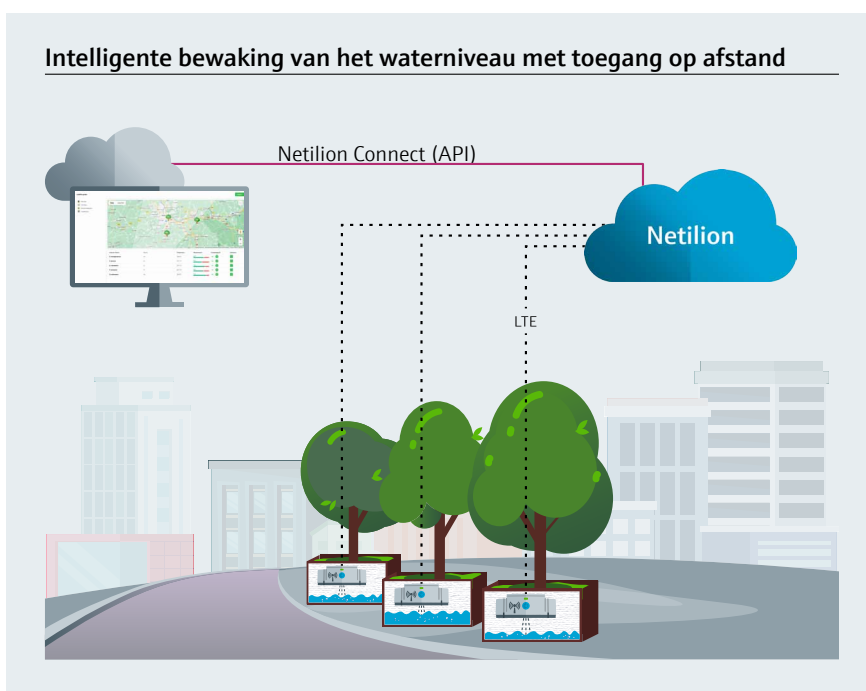 Intelligente bewaking van het waterniveau met toegang op afstand
Netilion Connect (API)
Netilion
LTE